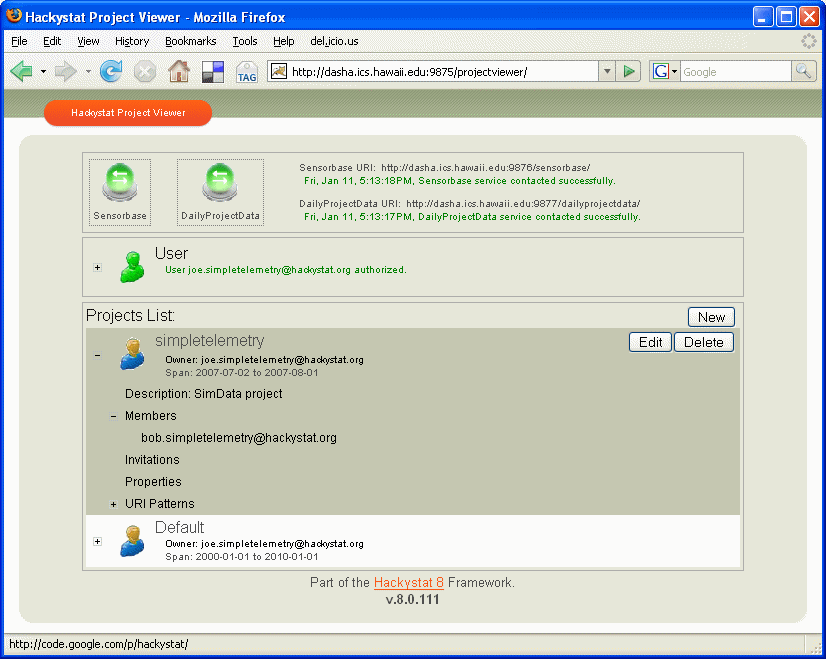 Hackystat Project Viewer - Mozilla Firefox
File Edit View History Bookmarks Tools Help del.icio.us
TAG http://dasha.ics.hawaii.edu:9875/projectviewer/ G Google
Hackystat Project Viewer
Sensorbase URI: http://dasha.ics.hawaii.edu:9876/sensorbase/
Fri, Jan 11, 5:13:18PM, Sensorbase service contacted successfully.
DailyProjectData URI: http://dasha.ics.hawaii.edu:9877/dailyprojectdata/
Sensorbase DailyProjectData Fri, Jan 11, 5:13:17PM, DailyProjectData service contacted successfully.
User
User joe.simpletelemetry@hackystat.org authorized.
Projects List: New
simpletelemetry Edit Delete
Owner: joe.simpletelemetry@hackystat.org
Span: 2007-07-02 to 2007-08-01
Description: SimData project
− Members
bob.simpletelemetry@hackystat.org
Invitations
Properties
+ URI Patterns
Default
Owner: joe.simpletelemetry@hackystat.org
Span: 2000-01-01 to 2010-01-01
Part of the Hackystat 8 Framework.
v.8.0.111
http://code.google.com/p/hackystat/